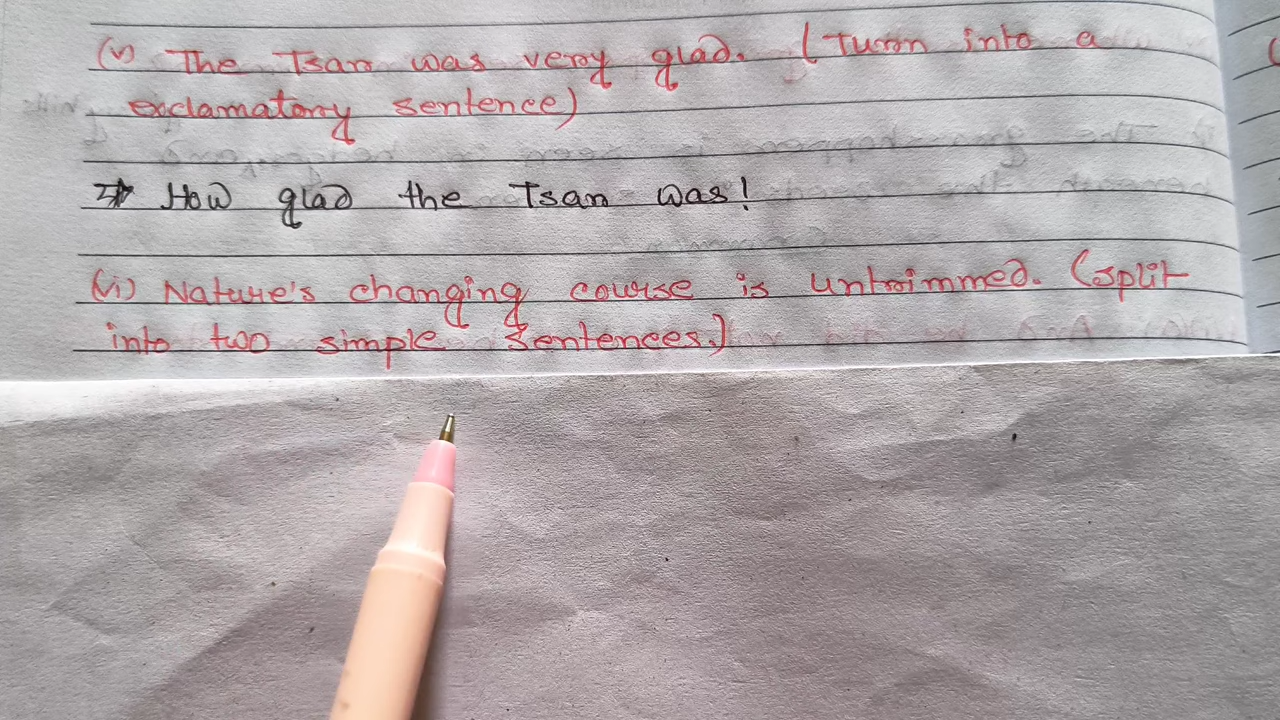 (v) The Tsar was very glad. (Turn into a
exclamatory sentence)
⇒ How glad the Tsar was!
(vi) Nature's changing course is untrimmed. (split
into two simple sentences.)